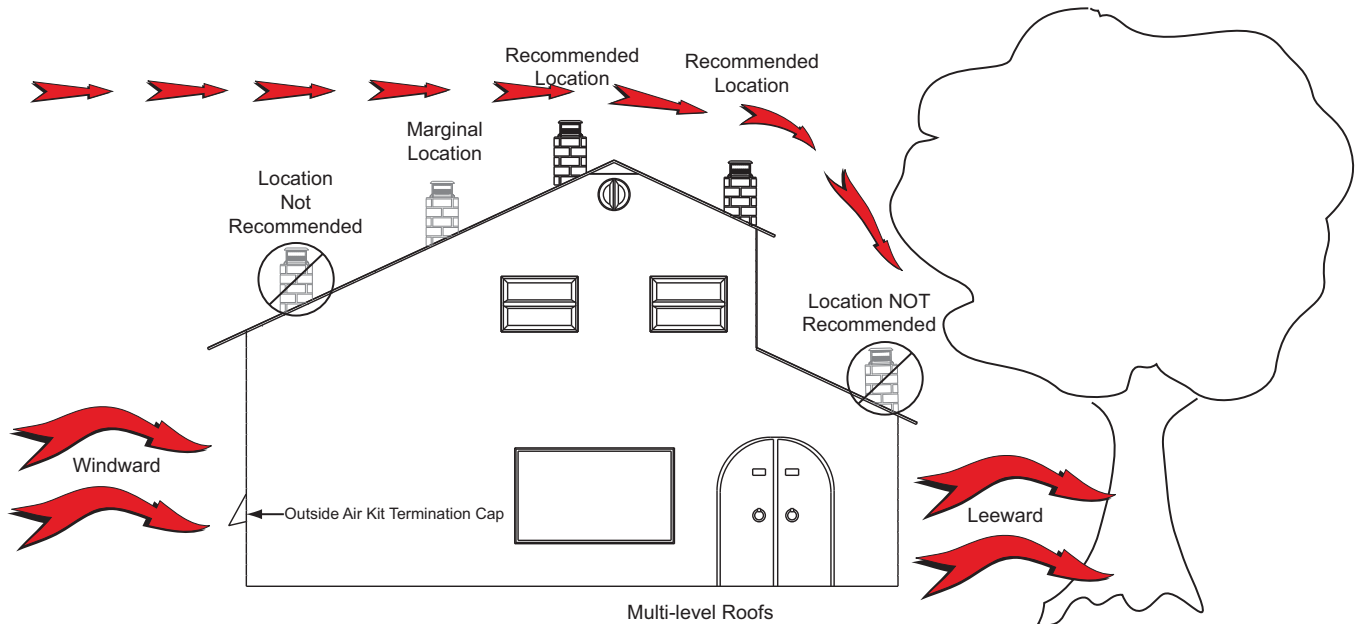 Recommended
Location
Recommended
Location
Marginal
Location
Location
Not
Recommended
Location NOT
Recommended
Windward
Outside Air Kit Termination Cap
Leeward
Multi-level Roofs